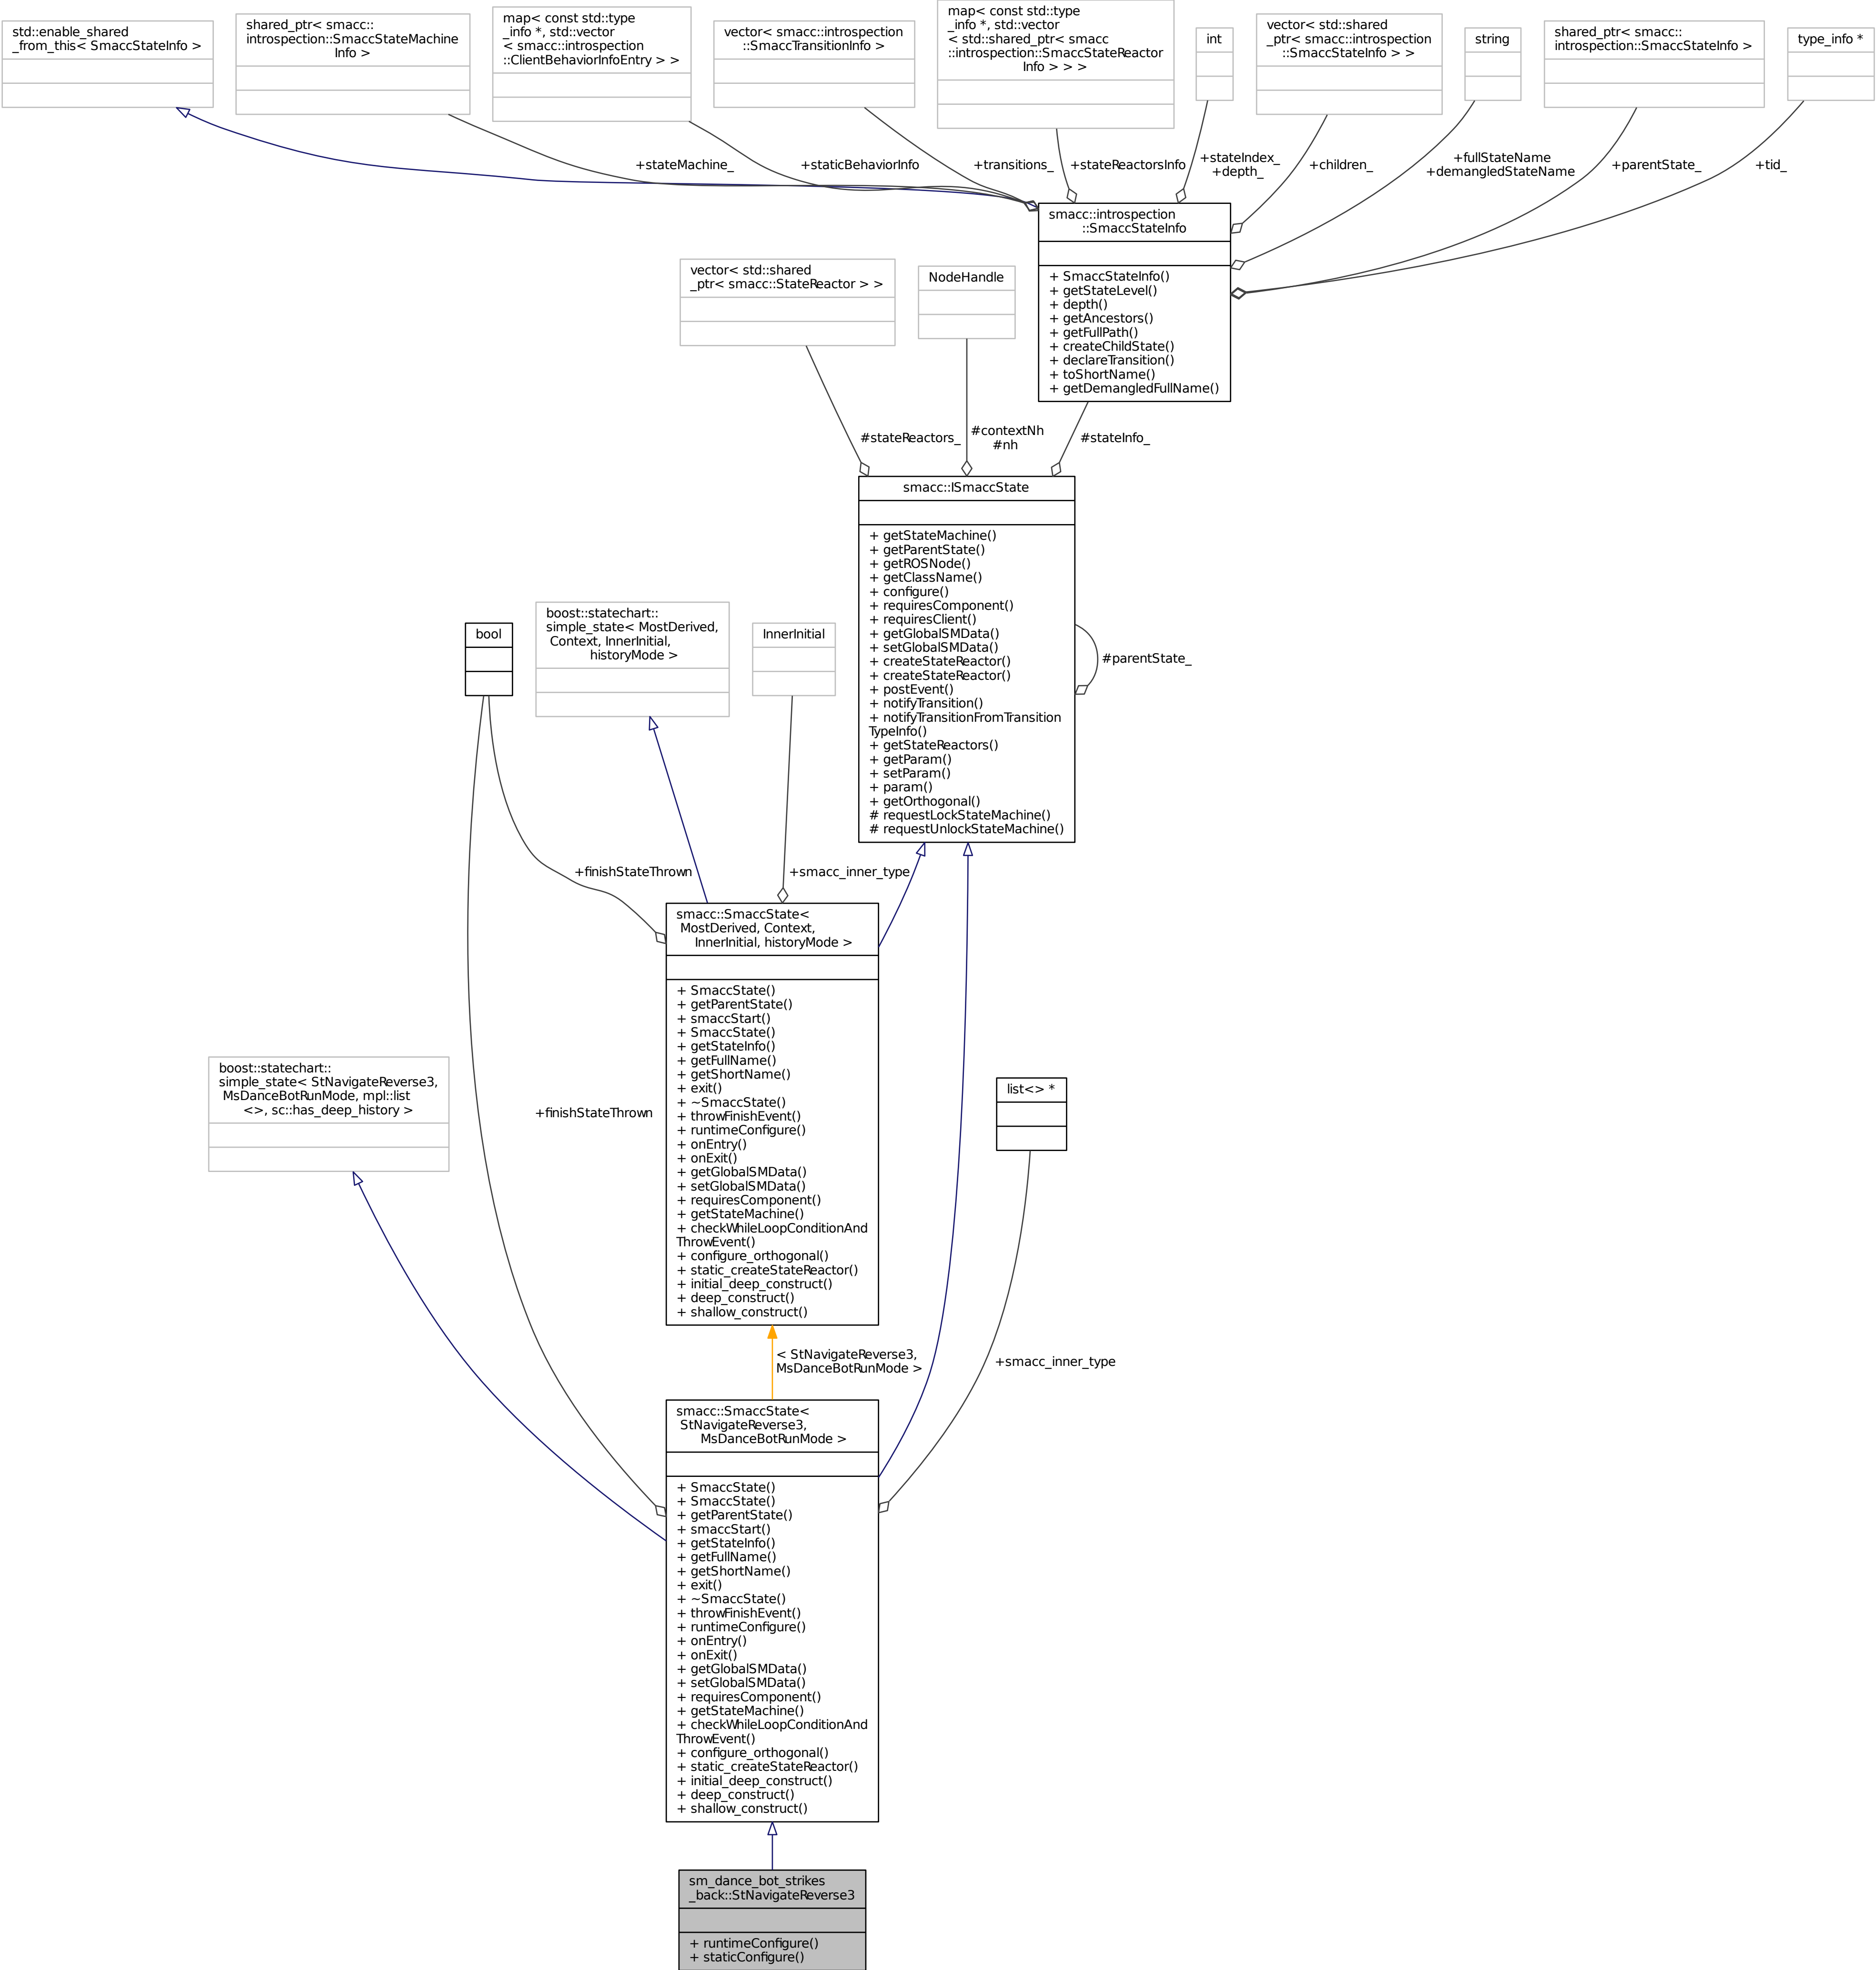 std::enable_shared
_from_this< SmaccStateInfo >
shared_ptr< smacc::
introspection::SmaccStateMachine
Info >
map< const std::type
_info *, std::vector
< smacc::introspection
::ClientBehaviorInfoEntry > >
vector< smacc::introspection
::SmaccTransitionInfo >
map< const std::type
_info *, std::vector
< std::shared_ptr< smacc
::introspection::SmaccStateReactor
Info > > >
int
vector< std::shared
_ptr< smacc::introspection
::SmaccStateInfo > >
string
shared_ptr< smacc::
introspection::SmaccStateInfo >
type_info *
+stateMachine_
+staticBehaviorInfo
+transitions_
+stateReactorsInfo
+stateIndex_
+depth_
+children_
+fullStateName
+demangledStateName
+parentState_
+tid_
smacc::introspection
::SmaccStateInfo
+ SmaccStateInfo()
+ getStateLevel()
+ depth()
+ getAncestors()
+ getFullPath()
+ createChildState()
+ declareTransition()
+ toShortName()
+ getDemangledFullName()
vector< std::shared
_ptr< smacc::StateReactor > >
NodeHandle
#stateReactors_
#contextNh
#nh
#stateInfo_
smacc::ISmaccState
+ getStateMachine()
+ getParentState()
+ getROSNode()
+ getClassName()
+ configure()
+ requiresComponent()
+ requiresClient()
+ getGlobalSMData()
+ setGlobalSMData()
+ createStateReactor()
+ createStateReactor()
+ postEvent()
+ notifyTransition()
+ notifyTransitionFromTransition
TypeInfo()
+ getStateReactors()
+ getParam()
+ setParam()
+ param()
+ getOrthogonal()
# requestLockStateMachine()
# requestUnlockStateMachine()
#parentState_
bool
boost::statechart::
simple_state< MostDerived,
Context, InnerInitial,
historyMode >
InnerInitial
+finishStateThrown
+smacc_inner_type
smacc::SmaccState<
MostDerived, Context,
InnerInitial, historyMode >
+ SmaccState()
+ getParentState()
+ smaccStart()
+ SmaccState()
+ getStateInfo()
+ getFullName()
+ getShortName()
+ exit()
+ ~SmaccState()
+ throwFinishEvent()
+ runtimeConfigure()
+ onEntry()
+ onExit()
+ getGlobalSMData()
+ setGlobalSMData()
+ requiresComponent()
+ getStateMachine()
+ checkWhileLoopConditionAnd
ThrowEvent()
+ configure_orthogonal()
+ static_createStateReactor()
+ initial_deep_construct()
+ deep_construct()
+ shallow_construct()
boost::statechart::
simple_state< StNavigateReverse3,
MsDanceBotRunMode, mpl::list
<>, sc::has_deep_history >
+finishStateThrown
list<> *
< StNavigateReverse3,
MsDanceBotRunMode >
+smacc_inner_type
smacc::SmaccState<
StNavigateReverse3,
MsDanceBotRunMode >
+ SmaccState()
+ SmaccState()
+ getParentState()
+ smaccStart()
+ getStateInfo()
+ getFullName()
+ getShortName()
+ exit()
+ ~SmaccState()
+ throwFinishEvent()
+ runtimeConfigure()
+ onEntry()
+ onExit()
+ getGlobalSMData()
+ setGlobalSMData()
+ requiresComponent()
+ getStateMachine()
+ checkWhileLoopConditionAnd
ThrowEvent()
+ configure_orthogonal()
+ static_createStateReactor()
+ initial_deep_construct()
+ deep_construct()
+ shallow_construct()
sm_dance_bot_strikes
_back::StNavigateReverse3
+ runtimeConfigure()
+ staticConfigure()